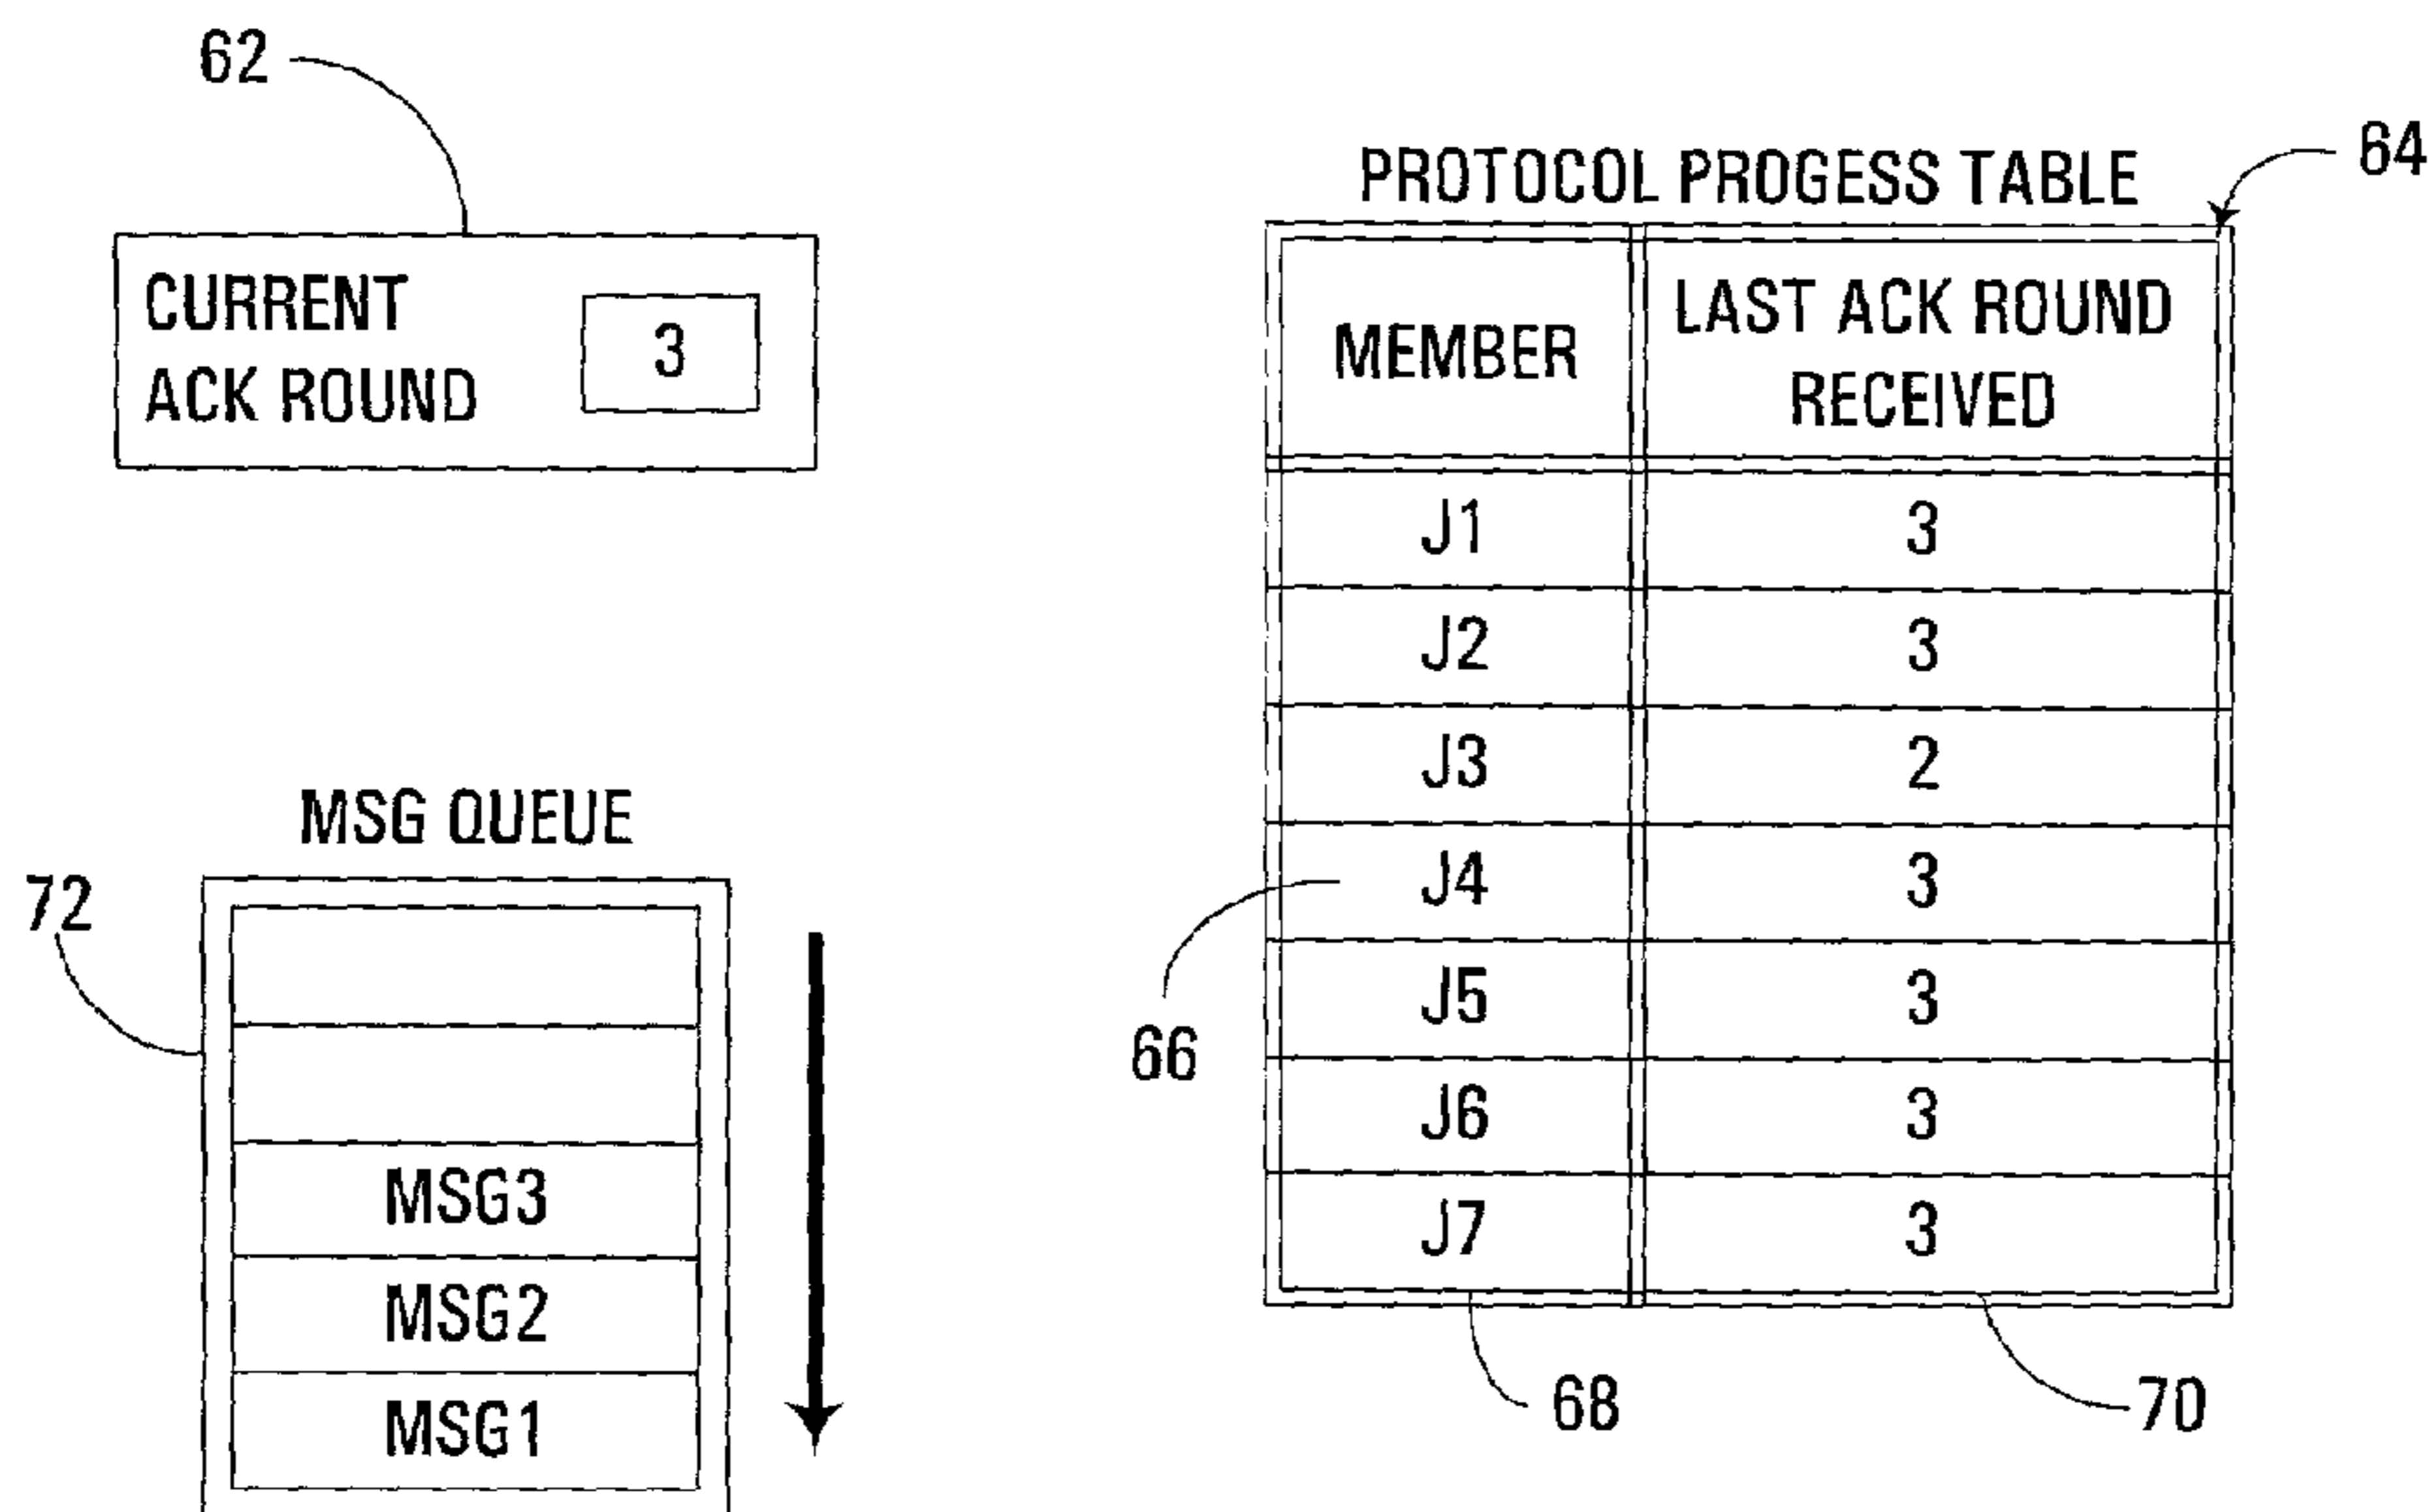 62
CURRENT
ACK ROUND
3
PROTOCOL PROGESS TABLE
64
MEMBER
LAST ACK ROUND
RECEIVED
J1 3
J2 3
J3 2
J4 3
J5 3
J6 3
J7 3
66
68
70
MSG QUEUE
72
MSG3
MSG2
MSG1